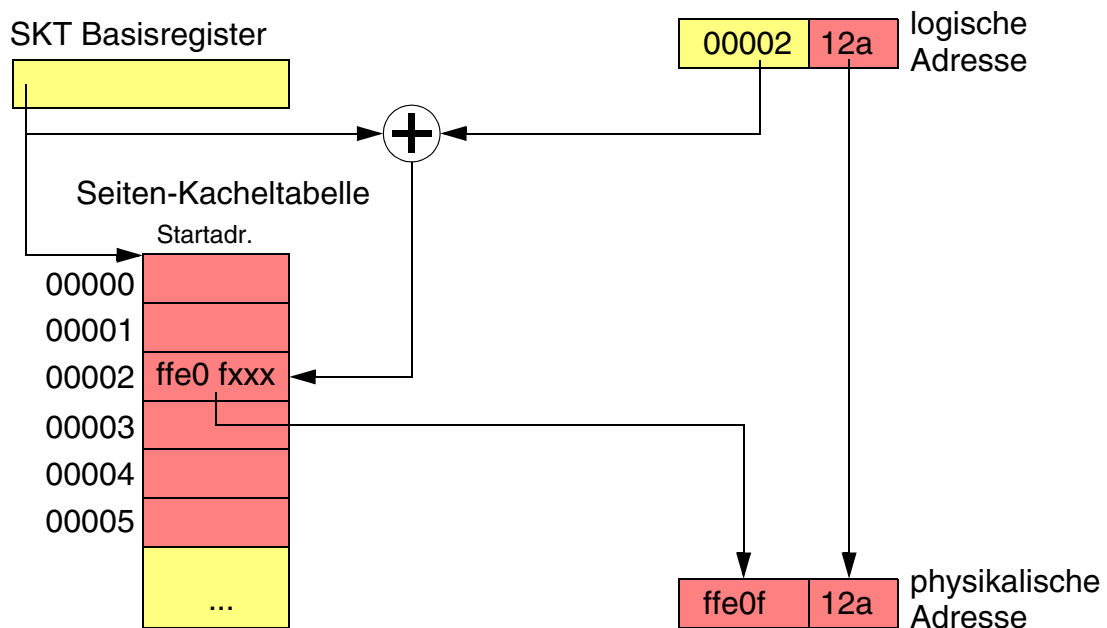 SKT Basisregister
00002 12a
logische
Adresse
+
Seiten-Kacheltabelle
Startadr.
00000
00001
00002 ffe0 fxxx
00003
00004
00005
...
ffe0f 12a
physikalische
Adresse